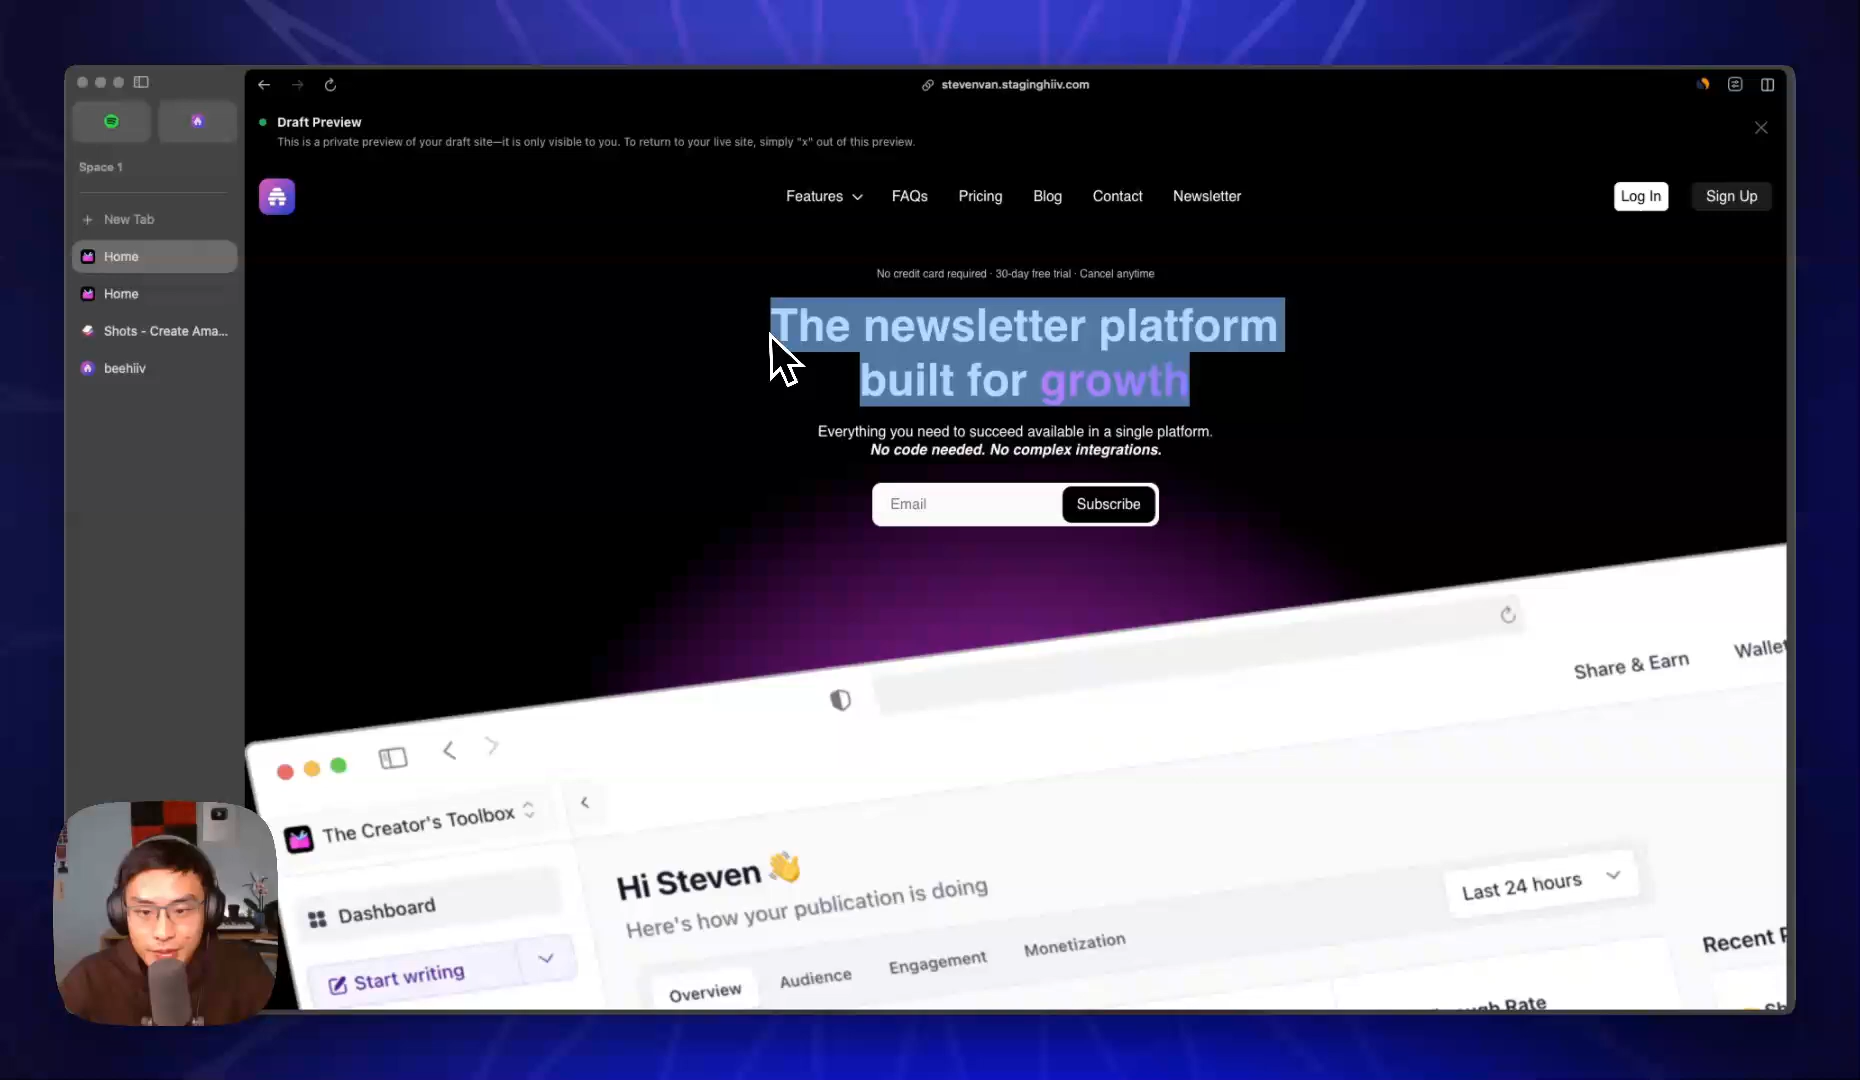 stevenvan.staginghiiv.com
Space 1
New Tab
Home
Home
Shots - Create Ama...
beehiiv
Draft Preview
This is a private preview of your draft site—it is only visible to you. To return to your live site, simply "x" out of this preview.
Features
FAQs
Pricing
Blog
Contact
Newsletter
Log In
Sign Up
No credit card required · 30-day free trial · Cancel anytime
The newsletter platform
built for growth
Everything you need to succeed available in a single platform.
No code needed. No complex integrations.
Email
Subscribe
Share & Earn
Wallet
The Creator's Toolbox
Dashboard
Start writing
Hi Steven 👋
Here's how your publication is doing
Last 24 hours
Overview
Audience
Engagement
Monetization
Recent
Rate